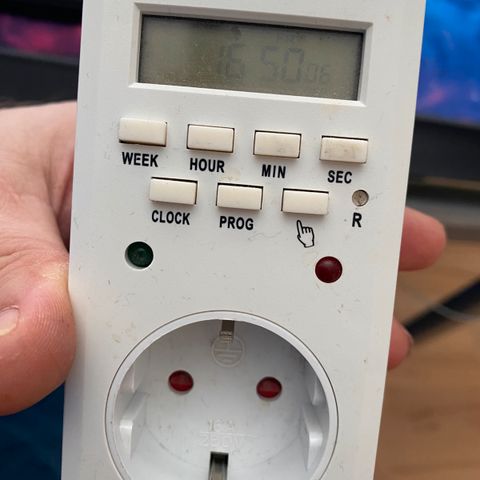 16 50 06
WEEK HOUR MIN SEC
CLOCK PROG R